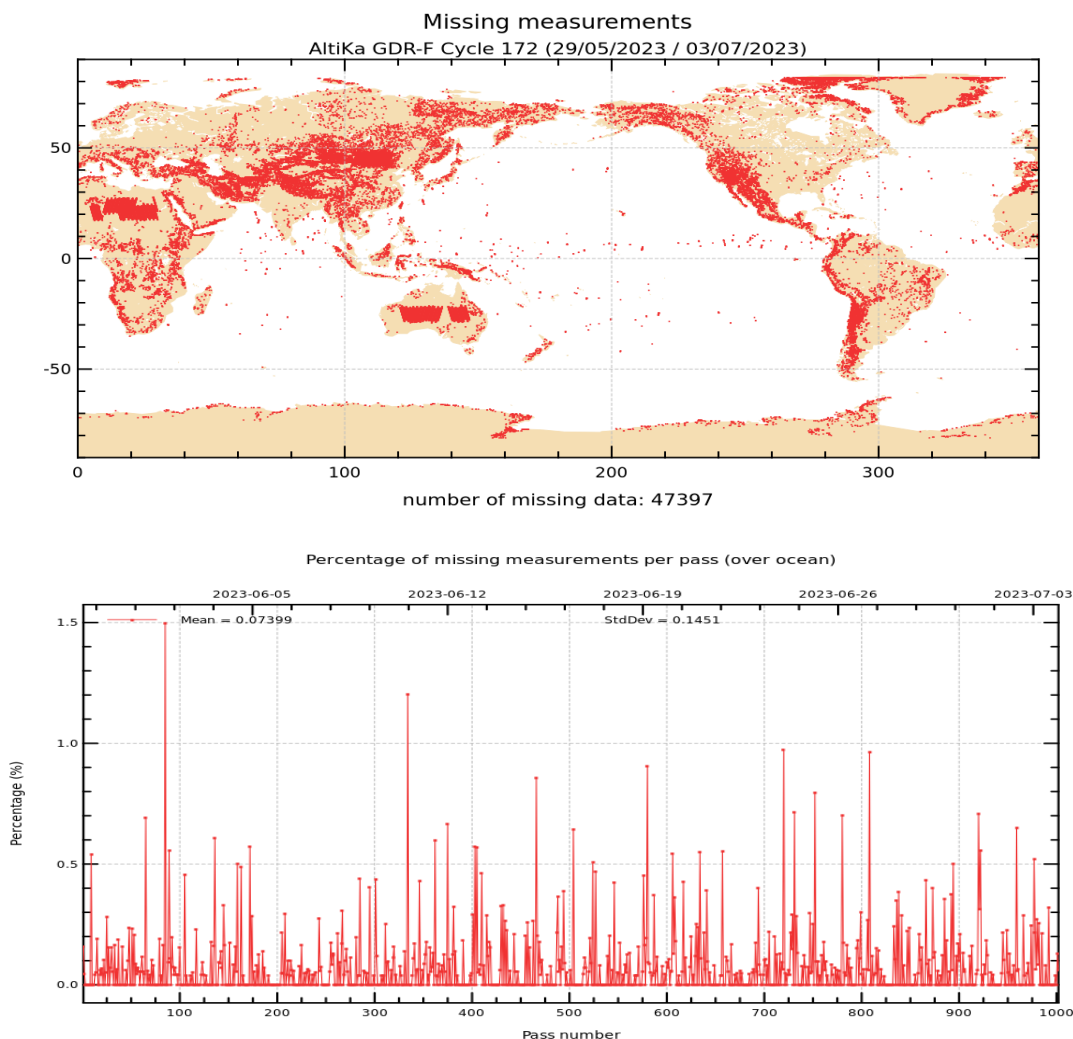 Missing measurements
AltiKa GDR-F Cycle 172 (29/05/2023 / 03/07/2023)
50
0
-50
0 100 200 300
number of missing data: 47397
Percentage of missing measurements per pass (over ocean)
2023-06-05 2023-06-12 2023-06-19 2023-06-26 2023-07-03
Mean = 0.07399 StdDev = 0.1451
1.5
1.0
0.5
0.0
Percentage (%)
100 200 300 400 500 600 700 800 900 1000
Pass number